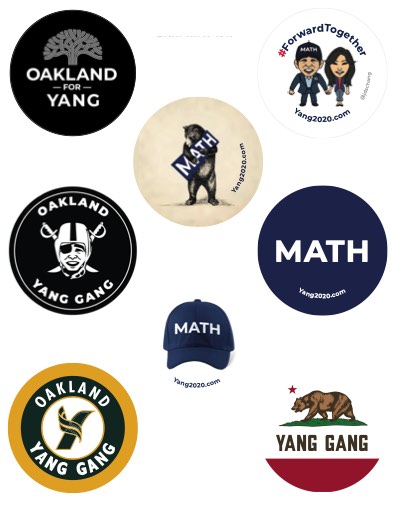 OAKLAND
FOR
YANG
#ForwardTogether
MATH
Yang2020.com
MATH
Yang2020.com
OAKLAND
YANG GANG
MATH
Yang2020.com
MATH
Yang2020.com
OAKLAND
YANG GANG
YANG GANG